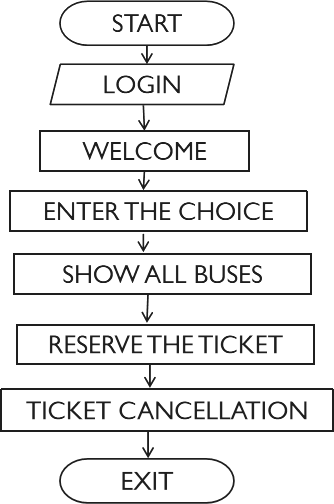 START
LOGIN
WELCOME
ENTER THE CHOICE
SHOW ALL BUSES
RESERVE THE TICKET
TICKET CANCELLATION
EXIT